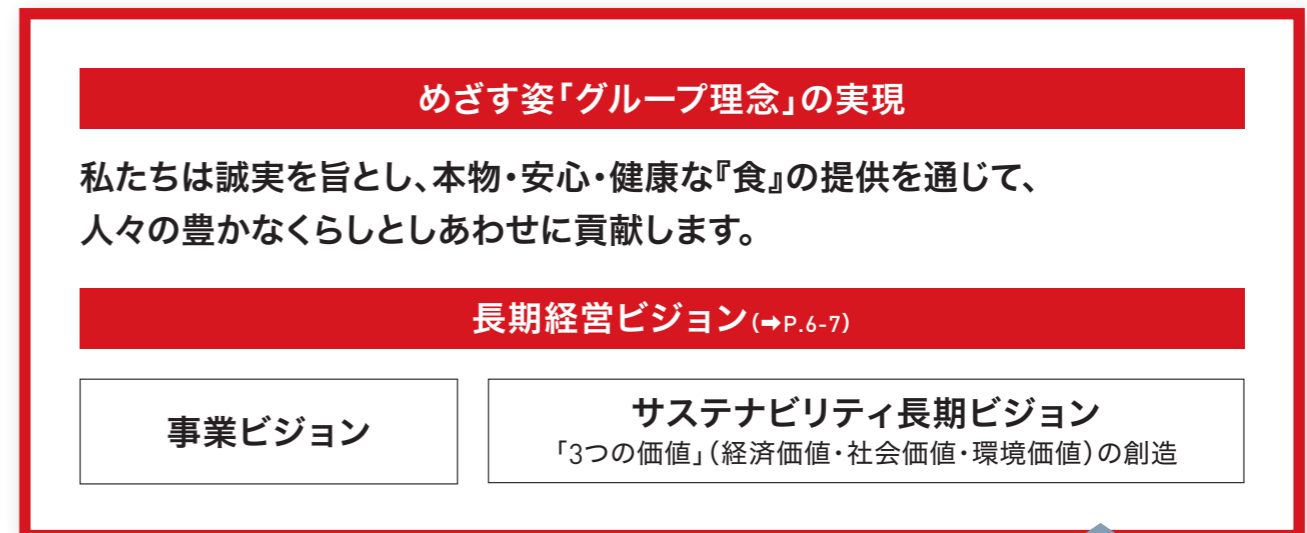 めざす姿「グループ理念」の実現
私たちは誠実を旨とし、本物・安心・健康な『食』の提供を通じて、
人々の豊かなくらしとしあわせに貢献します。
長期経営ビジョン(➡P.6-7)
事業ビジョン
サステナビリティ長期ビジョン
「3つの価値」(経済価値・社会価値・環境価値)の創造